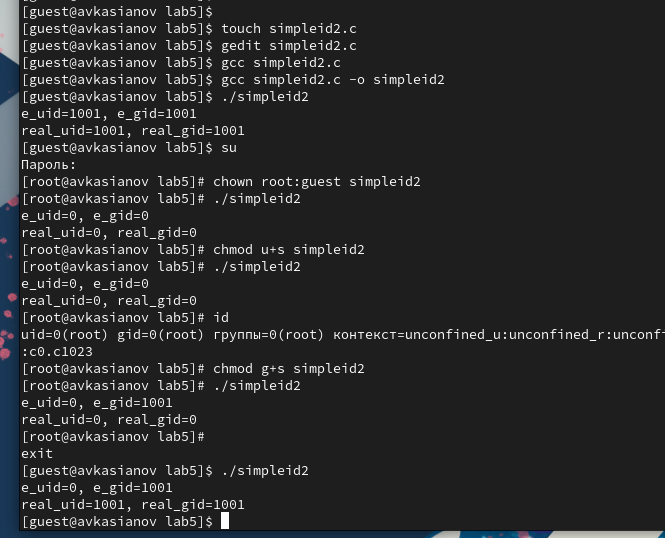 [guest@avkasianov lab5]$
[guest@avkasianov lab5]$ touch simpleid2.c
[guest@avkasianov lab5]$ gedit simpleid2.c
[guest@avkasianov lab5]$ gcc simpleid2.c
[guest@avkasianov lab5]$ gcc simpleid2.c -o simpleid2
[guest@avkasianov lab5]$ ./simpleid2
e_uid=1001, e_gid=1001
real_uid=1001, real_gid=1001
[guest@avkasianov lab5]$ su
Пароль:
[root@avkasianov lab5]# chown root:guest simpleid2
[root@avkasianov lab5]# ./simpleid2
e_uid=0, e_gid=0
real_uid=0, real_gid=0
[root@avkasianov lab5]# chmod u+s simpleid2
[root@avkasianov lab5]# ./simpleid2
e_uid=0, e_gid=0
real_uid=0, real_gid=0
[root@avkasianov lab5]# id
uid=0(root) gid=0(root) группы=0(root) контекст=unconfined_u:unconfined_r:unconf
:c0.c1023
[root@avkasianov lab5]# chmod g+s simpleid2
[root@avkasianov lab5]# ./simpleid2
e_uid=0, e_gid=1001
real_uid=0, real_gid=0
[root@avkasianov lab5]#
exit
[guest@avkasianov lab5]$ ./simpleid2
e_uid=0, e_gid=1001
real_uid=1001, real_gid=1001
[guest@avkasianov lab5]$